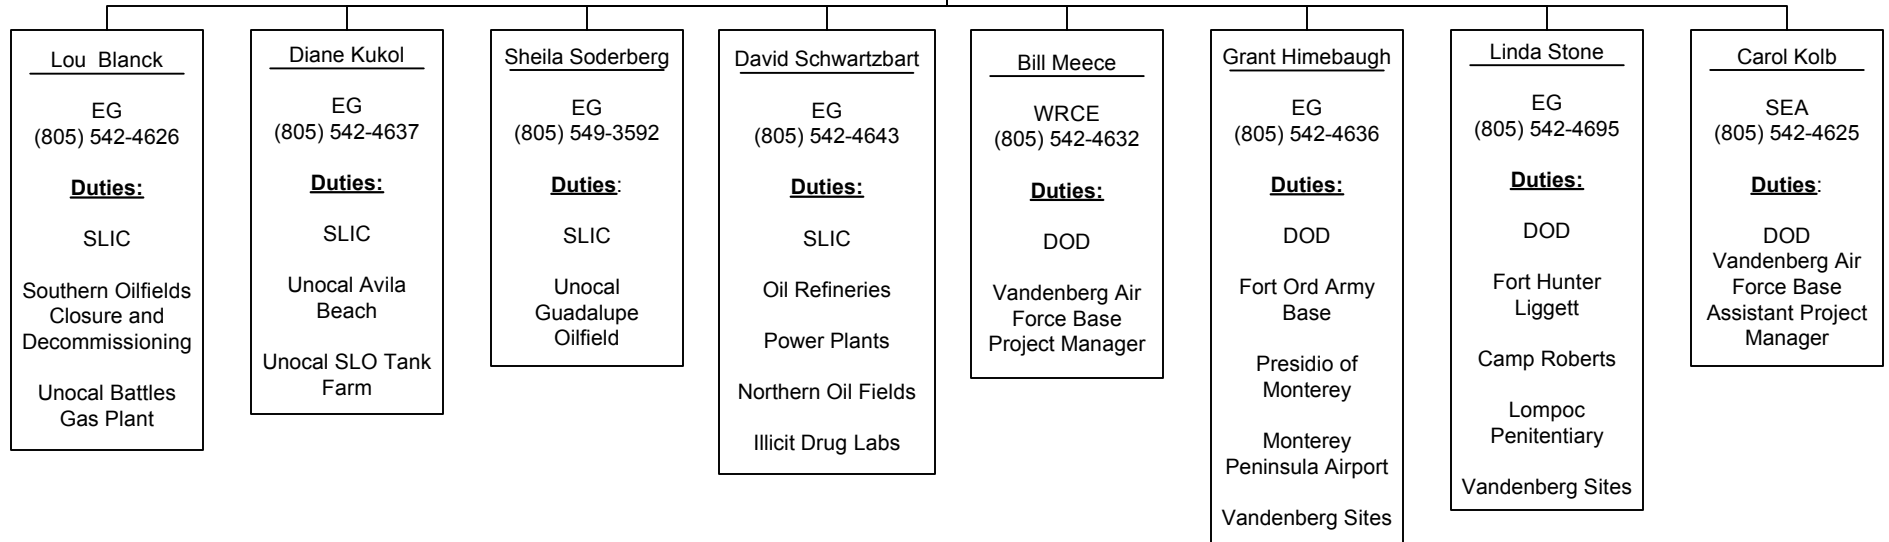 Lou Blanck
EG
(805) 542-4626
Duties:
SLIC
Southern Oilfields
Closure and
Decommissioning
Unocal Battles
Gas Plant
Diane Kukol
EG
(805) 542-4637
Duties:
SLIC
Unocal Avila
Beach
Unocal SLO Tank
Farm
Sheila Soderberg
EG
(805) 549-3592
Duties:
SLIC
Unocal
Guadalupe
Oilfield
David Schwartzbart
EG
(805) 542-4643
Duties:
SLIC
Oil Refineries
Power Plants
Northern Oil Fields
Illicit Drug Labs
Bill Meece
WRCE
(805) 542-4632
Duties:
DOD
Vandenberg Air
Force Base
Project Manager
Grant Himebaugh
EG
(805) 542-4636
Duties:
DOD
Fort Ord Army
Base
Presidio of
Monterey
Monterey
Peninsula Airport
Vandenberg Sites
Linda Stone
EG
(805) 542-4695
Duties:
DOD
Fort Hunter
Liggett
Camp Roberts
Lompoc
Penitentiary
Vandenberg Sites
Carol Kolb
SEA
(805) 542-4625
Duties:
DOD
Vandenberg Air
Force Base
Assistant Project
Manager